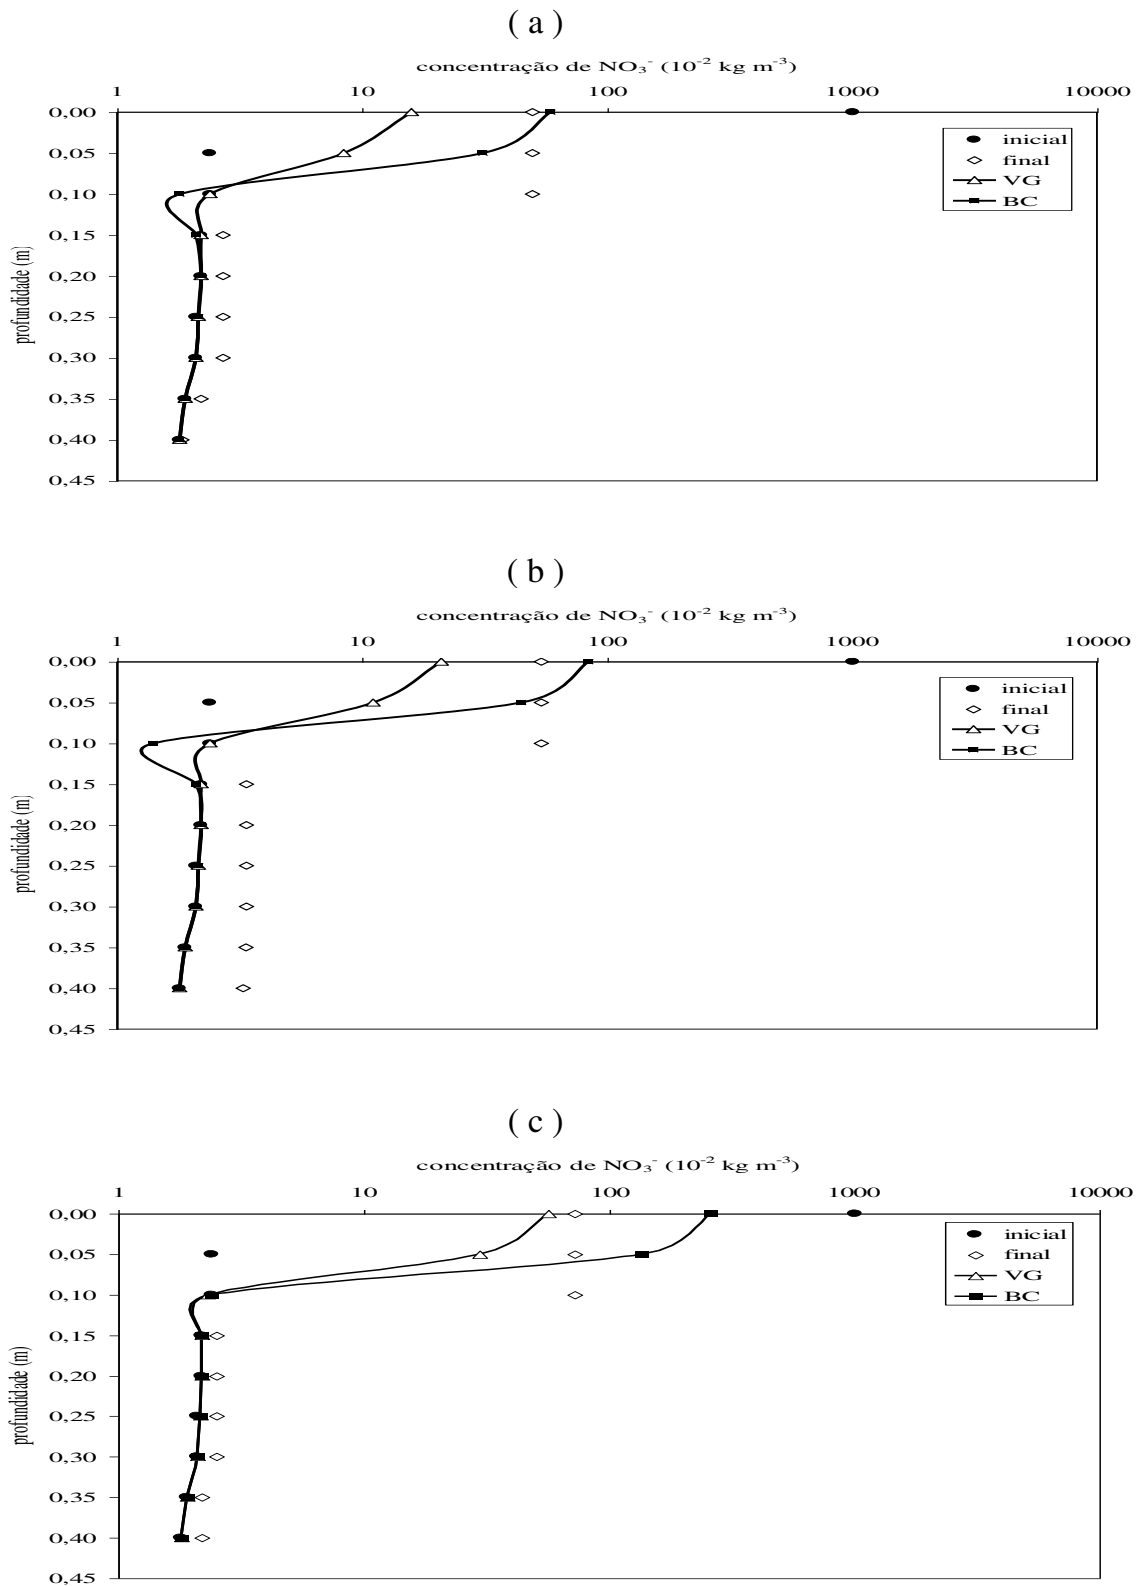 ( a )
concentração de NO₃⁻ (10⁻² kg m⁻³)
1 10 100 1000 10000
0,00
0,05
0,10
0,15
0,20
0,25
0,30
0,35
0,40
0,45
profundidade (m)
inicial
final
VG
BC
( b )
concentração de NO₃⁻ (10⁻² kg m⁻³)
1 10 100 1000 10000
0,00
0,05
0,10
0,15
0,20
0,25
0,30
0,35
0,40
0,45
profundidade (m)
inicial
final
VG
BC
( c )
concentração de NO₃⁻ (10⁻² kg m⁻³)
1 10 100 1000 10000
0,00
0,05
0,10
0,15
0,20
0,25
0,30
0,35
0,40
0,45
profundidade (m)
inicial
final
VG
BC